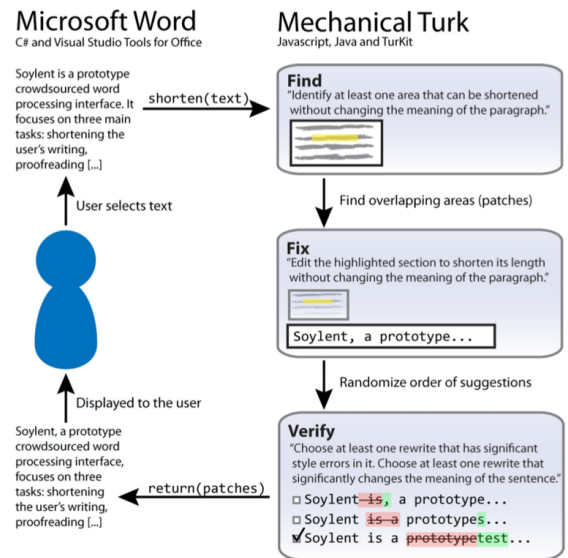 Microsoft Word
C# and Visual Studio Tools for Office
Soylent is a prototype
crowdsourced word
processing interface. It
focuses on three main
tasks: shortening the
user's writing,
proofreading [...]
shorten(text)
User selects text
Displayed to the user
Soylent, a prototype
crowdsourced word
processing interface,
focuses on three
tasks: shortening
the user's writing,
proofreading [...]
return(patches)
Mechanical Turk
Javascript, Java and TurKit
Find
"Identify at least one area that can be shortened
without changing the meaning of the paragraph."
Find overlapping areas (patches)
Fix
"Edit the highlighted section to shorten its length
without changing the meaning of the paragraph."
Soylent, a prototype...
Randomize order of suggestions
Verify
"Choose at least one rewrite that has significant
style errors in it. Choose at least one rewrite that
significantly changes the meaning of the sentence."
Soylent is, a prototype...
Soylent is a prototypes...
Soylent is a prototypetest...